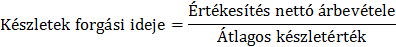 Készletek forgási ideje = Értékesítés nettó árbevétele
Átlagos készletérték